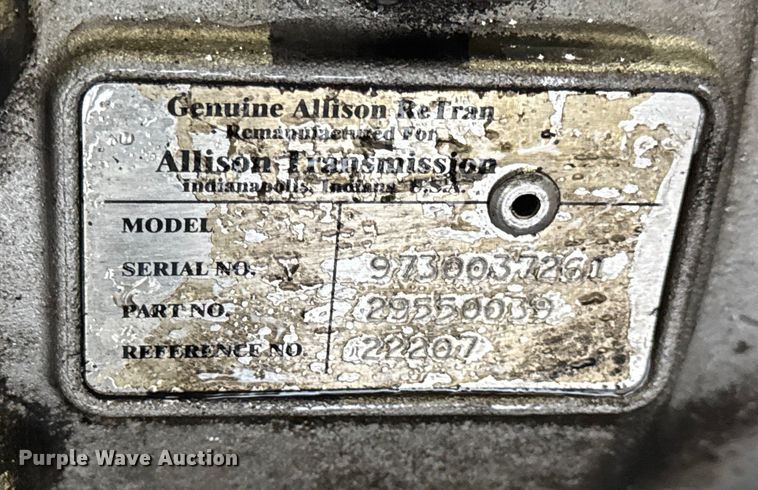 Genuine Allison ReTran
Remanufactured For
Allison Transmission
Indianapolis, Indiana U.S.A.
MODEL
SERIAL NO. 9730037261
PART NO. 29550039
REFERENCE NO. 22207
Purple Wave Auction